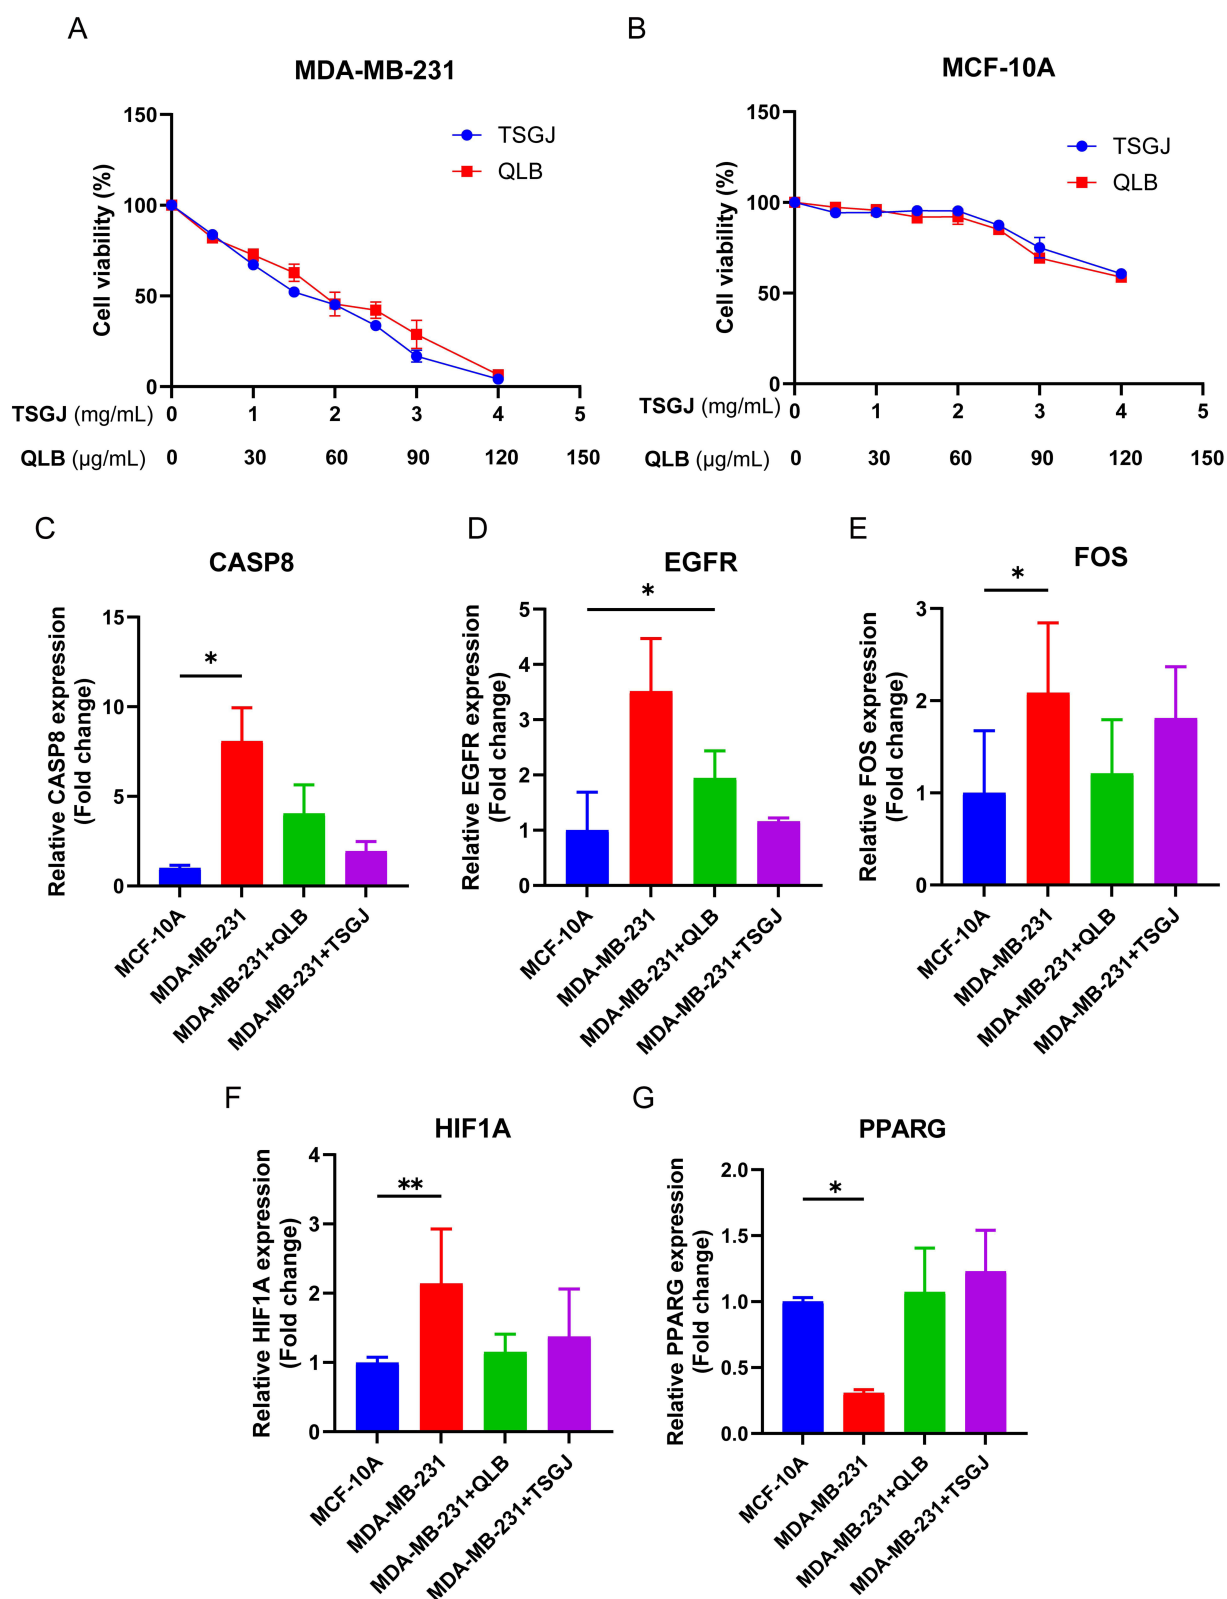 A
B
MDA-MB-231
MCF-10A
150
100
50
0
Cell viability (%)
TSGJ
QLB
0 1 2 3 4 5
TSGJ (mg/mL)
QLB (µg/mL) 0 30 60 90 120 150
150
100
50
0
Cell viability (%)
TSGJ
QLB
0 1 2 3 4 5
TSGJ (mg/mL)
QLB (µg/mL) 0 30 60 90 120 150
C
CASP8
Relative CASP8 expression
(Fold change)
15
10
5
0
*
MCF-10A
MDA-MB-231
MDA-MB-231+QLB
MDA-MB-231+TSGJ
D
EGFR
Relative EGFR expression
(Fold change)
5
4
3
2
1
0
*
MCF-10A
MDA-MB-231
MDA-MB-231+QLB
MDA-MB-231+TSGJ
E
FOS
Relative FOS expression
(Fold change)
3
2
1
0
*
MCF-10A
MDA-MB-231
MDA-MB-231+QLB
MDA-MB-231+TSGJ
F
HIF1A
Relative HIF1A expression
(Fold change)
4
3
2
1
0
**
MCF-10A
MDA-MB-231
MDA-MB-231+QLB
MDA-MB-231+TSGJ
G
PPARG
Relative PPARG expression
(Fold change)
2.0
1.5
1.0
0.5
0.0
*
MCF-10A
MDA-MB-231
MDA-MB-231+QLB
MDA-MB-231+TSGJ